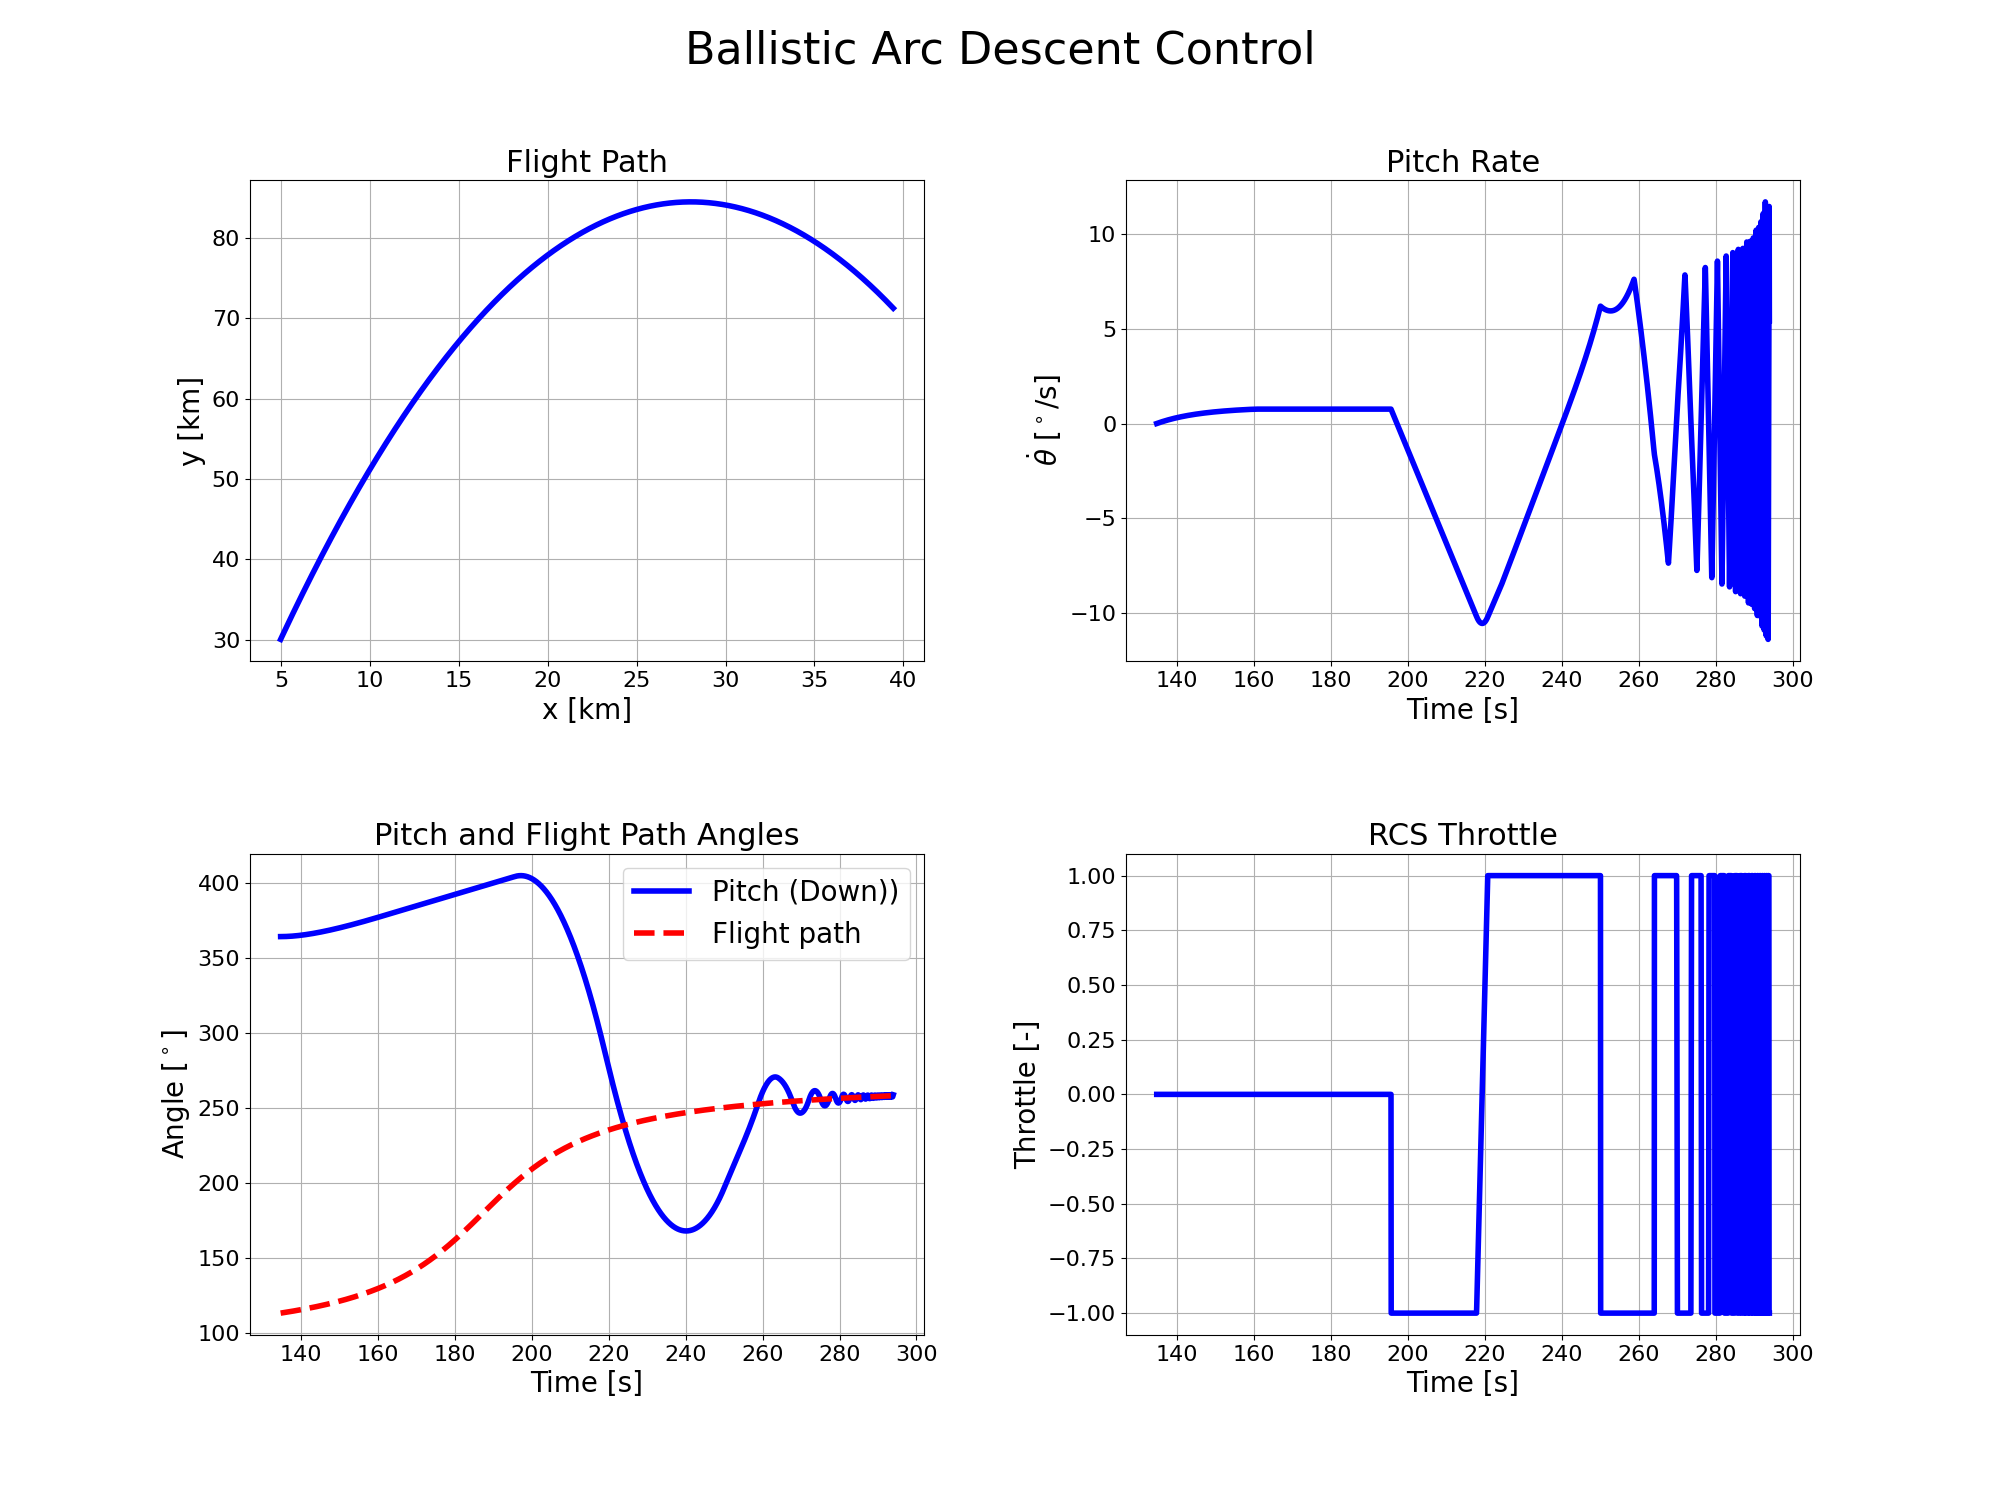 Ballistic Arc Descent Control
Flight Path
80
70
60
50
40
30
y [km]
5 10 15 20 25 30 35 40
x [km]
Pitch Rate
10
5
0
−5
−10
θ̇ [°/s]
140 160 180 200 220 240 260 280 300
Time [s]
Pitch and Flight Path Angles
Pitch (Down))
Flight path
400
350
300
250
200
150
100
Angle [°]
140 160 180 200 220 240 260 280 300
Time [s]
RCS Throttle
1.00
0.75
0.50
0.25
0.00
−0.25
−0.50
−0.75
−1.00
Throttle [-]
140 160 180 200 220 240 260 280 300
Time [s]